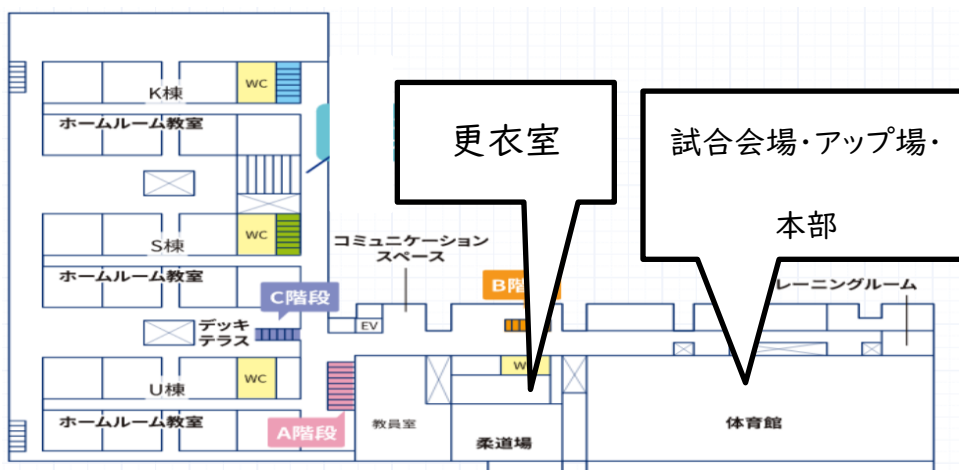 K棟
WC
ホームルーム教室
更衣室
試合会場・アップ場・
本部
S棟
WC
ホームルーム教室
コミュニケーション
スペース
C階段
B階
レーニングルーム
デッキ
テラス
EV
U棟
WC
ホームルーム教室
A階段
教員室
W
柔道場
体育館